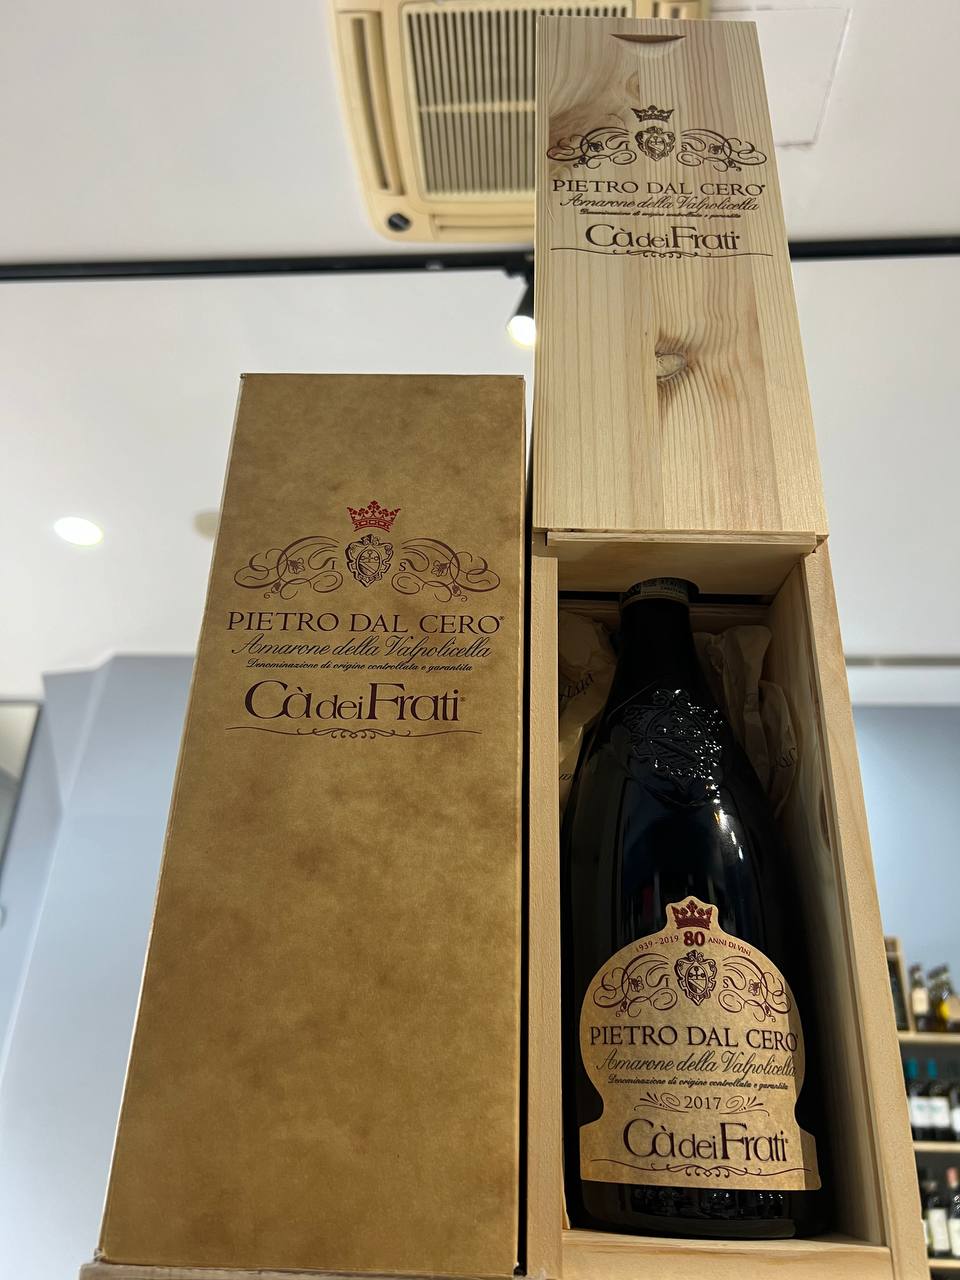 PIETRO DAL CERO®
Amarone della Valpolicella
Denominazione di origine controllata e garantita
Cà dei Frati®
I S
PIETRO DAL CERO®
Amarone della Valpolicella
Denominazione di origine controllata e garantita
Cà dei Frati®
1939 - 2019 80 ANNI DI VINI
I S
PIETRO DAL CERO®
Amarone della Valpolicella
Denominazione di origine controllata e garantita
2017
Cà dei Frati®